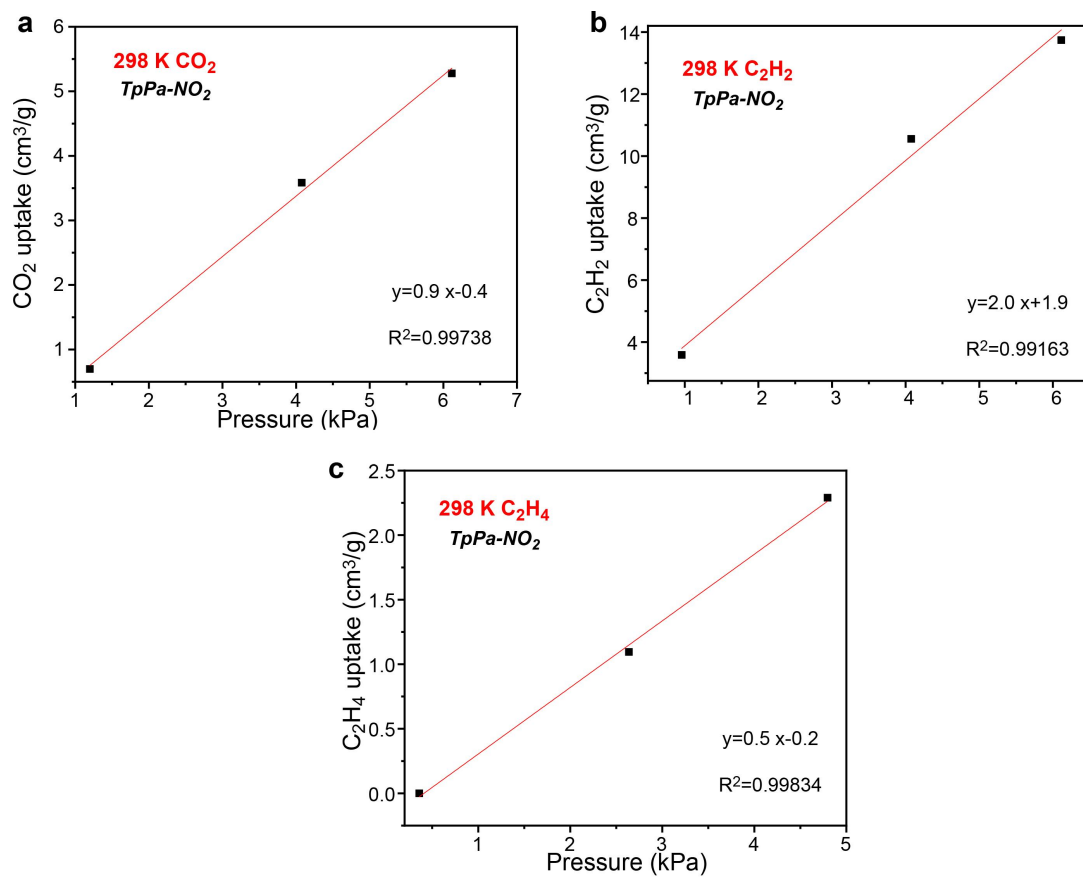 a
298 K CO₂
TpPa-NO₂
CO₂ uptake (cm³/g)
6
5
4
3
2
1
y=0.9 x-0.4
R²=0.99738
1 2 3 4 5 6 7
Pressure (kPa)
b
298 K C₂H₂
TpPa-NO₂
C₂H₂ uptake (cm³/g)
14
12
10
8
6
4
y=2.0 x+1.9
R²=0.99163
1 2 3 4 5 6
c
298 K C₂H₄
TpPa-NO₂
C₂H₄ uptake (cm³/g)
2.5
2.0
1.5
1.0
0.5
0.0
y=0.5 x-0.2
R²=0.99834
1 2 3 4 5
Pressure (kPa)